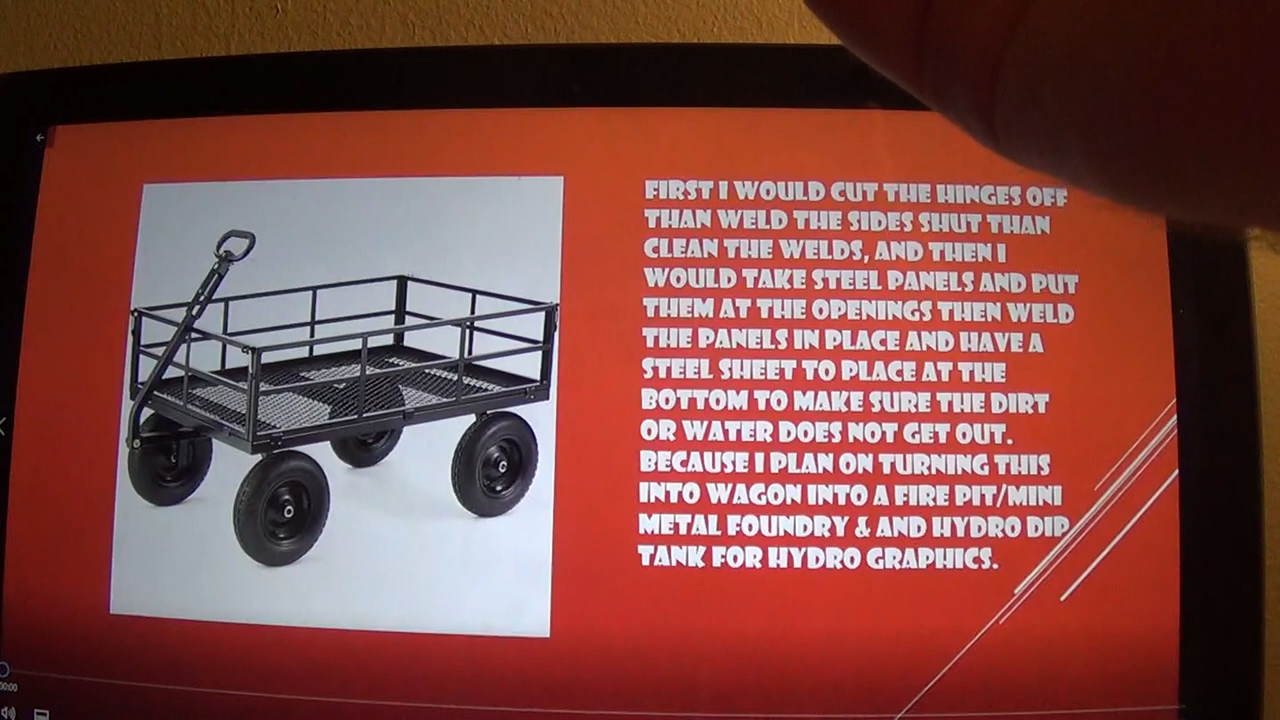 FIRST I WOULD CUT THE HINGES OFF
THAN WELD THE SIDES SHUT THAN
CLEAN THE WELDS, AND THEN I
WOULD TAKE STEEL PANELS AND PUT
THEM AT THE OPENINGS THEN WELD
THE PANELS IN PLACE AND HAVE A
STEEL SHEET TO PLACE AT THE
BOTTOM TO MAKE SURE THE DIRT
OR WATER DOES NOT GET OUT.
BECAUSE I PLAN ON TURNING THIS
INTO WAGON INTO A FIRE PIT/MINI
METAL FOUNDRY & AND HYDRO DIP
TANK FOR HYDRO GRAPHICS.
00:00